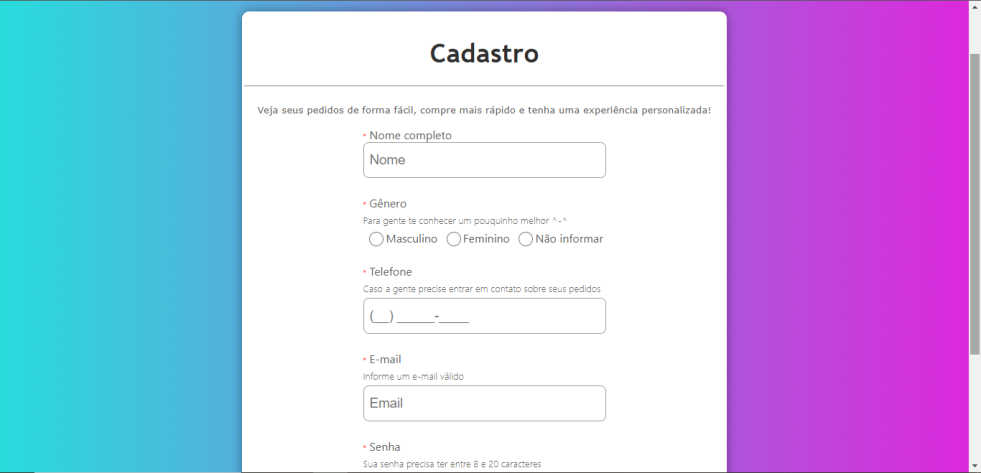 Cadastro
Veja seus pedidos de forma fácil, compre mais rápido e tenha uma experiência personalizada!
* Nome completo
Nome
* Gênero
Para gente te conhecer um pouquinho melhor ^-^
Masculino Feminino Não informar
* Telefone
Caso a gente precise entrar em contato sobre seus pedidos
(__) _____-____
* E-mail
Informe um e-mail válido
Email
* Senha
Sua senha precisa ter entre 8 e 20 caracteres